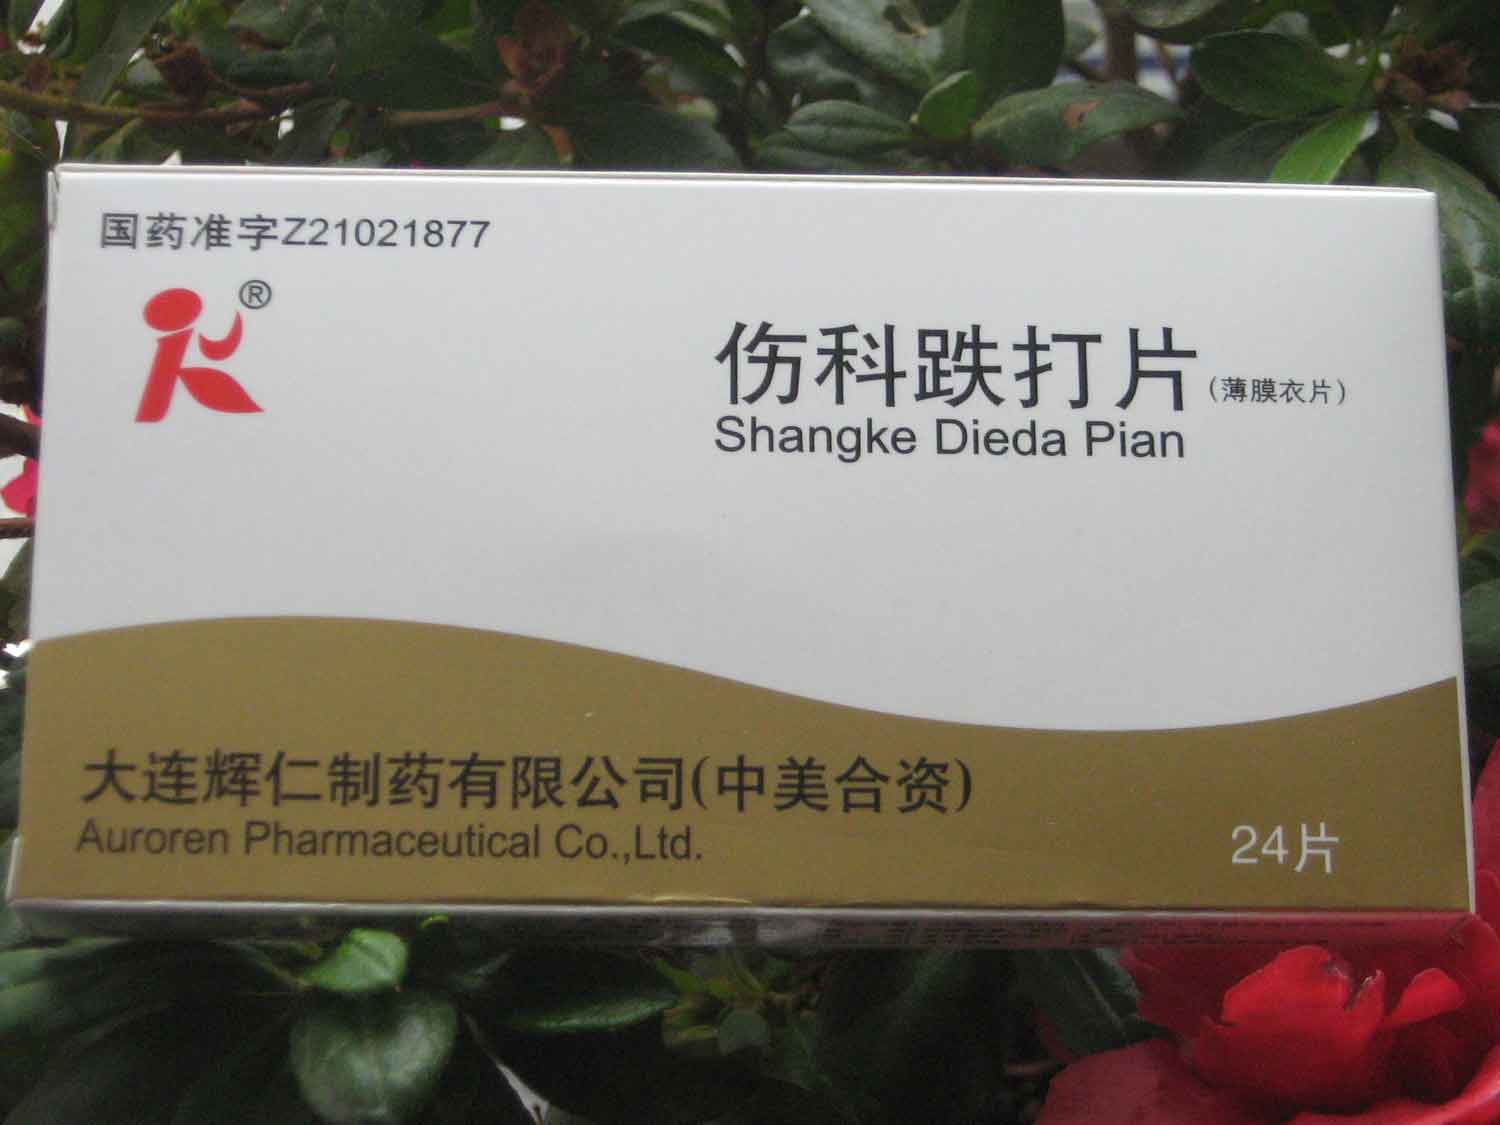 国药准字Z21021877
®
伤科跌打片(薄膜衣片)
Shangke Dieda Pian
大连辉仁制药有限公司(中美合资)
Auroren Pharmaceutical Co.,Ltd.
24片